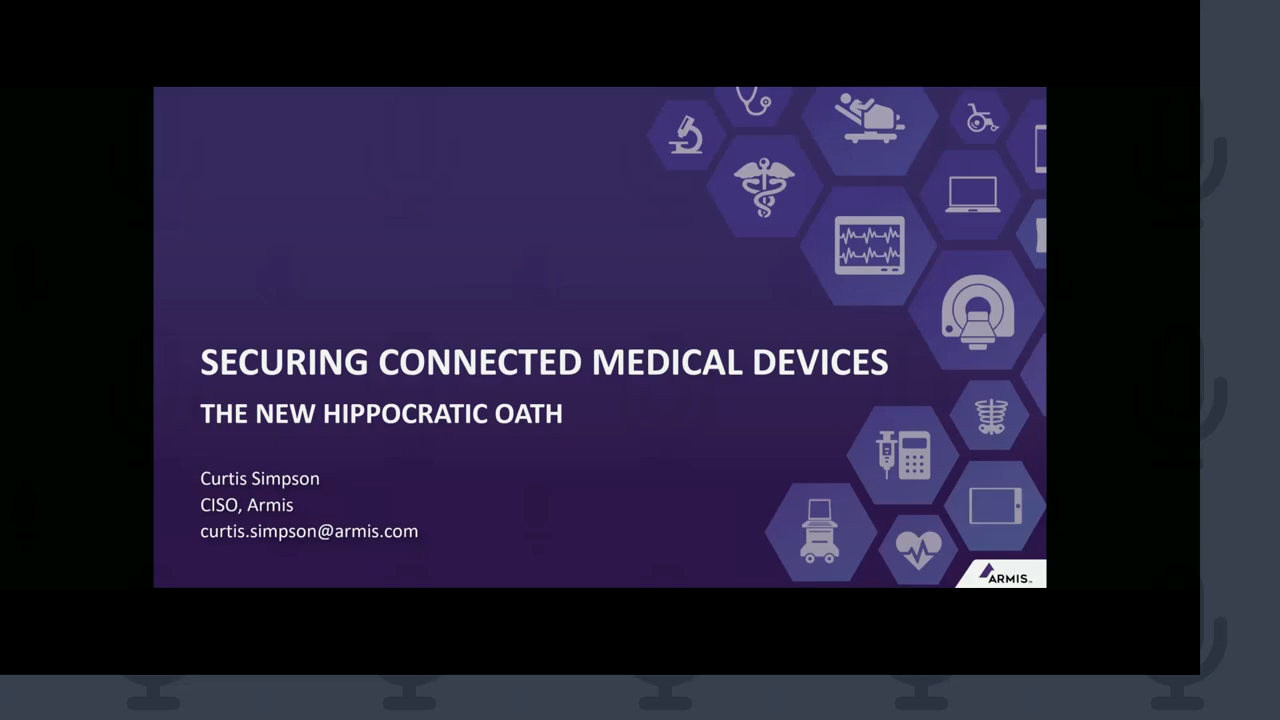 SECURING CONNECTED MEDICAL DEVICES
THE NEW HIPPOCRATIC OATH
Curtis Simpson
CISO, Armis
curtis.simpson@armis.com
ARMIS